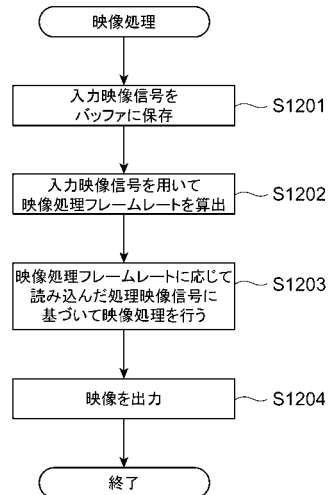 映像処理
入力映像信号を
バッファに保存
S1201
入力映像信号を用いて
映像処理フレームレートを算出
S1202
映像処理フレームレートに応じて
読み込んだ処理映像信号に
基づいて映像処理を行う
S1203
映像を出力
S1204
終了